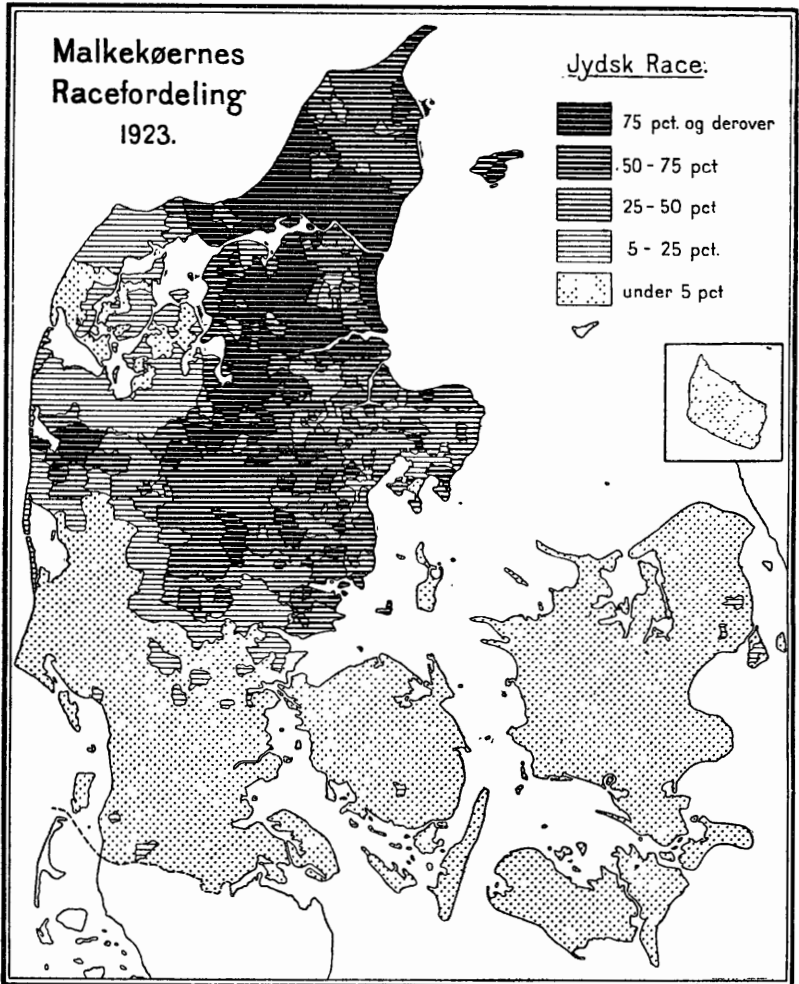 Malkekøernes
Racefordeling
1923.
Jydsk Race:
75 pct. og derover
50 - 75 pct
25 - 50 pct
5 - 25 pct.
under 5 pct